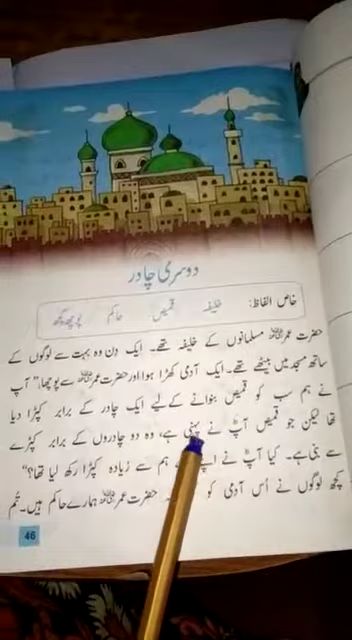 دوسری چادر
خاص الفاظ: خلیفہ قمیص حاکم پوچھ گچھ
حضرت عمرؓ مسلمانوں کے خلیفہ تھے۔ ایک دن وہ بہت سے لوگوں کے
ساتھ مسجد میں بیٹھے تھے۔ ایک آدمی کھڑا ہوا اور حضرت عمرؓ سے پوچھا، "آپ
نے ہم سب کو قمیص بنوانے کے لیے ایک چادر کے برابر کپڑا دیا
تھا لیکن جو قمیص آپؓ نے پہنی ہے، وہ دو چادروں کے برابر کپڑے
سے بنی ہے۔ کیا آپؓ نے ہم سے زیادہ کپڑا رکھ لیا تھا؟"
کچھ لوگوں نے اُس آدمی کو حضرت عمرؓ ہمارے حاکم ہیں۔ تُم
46